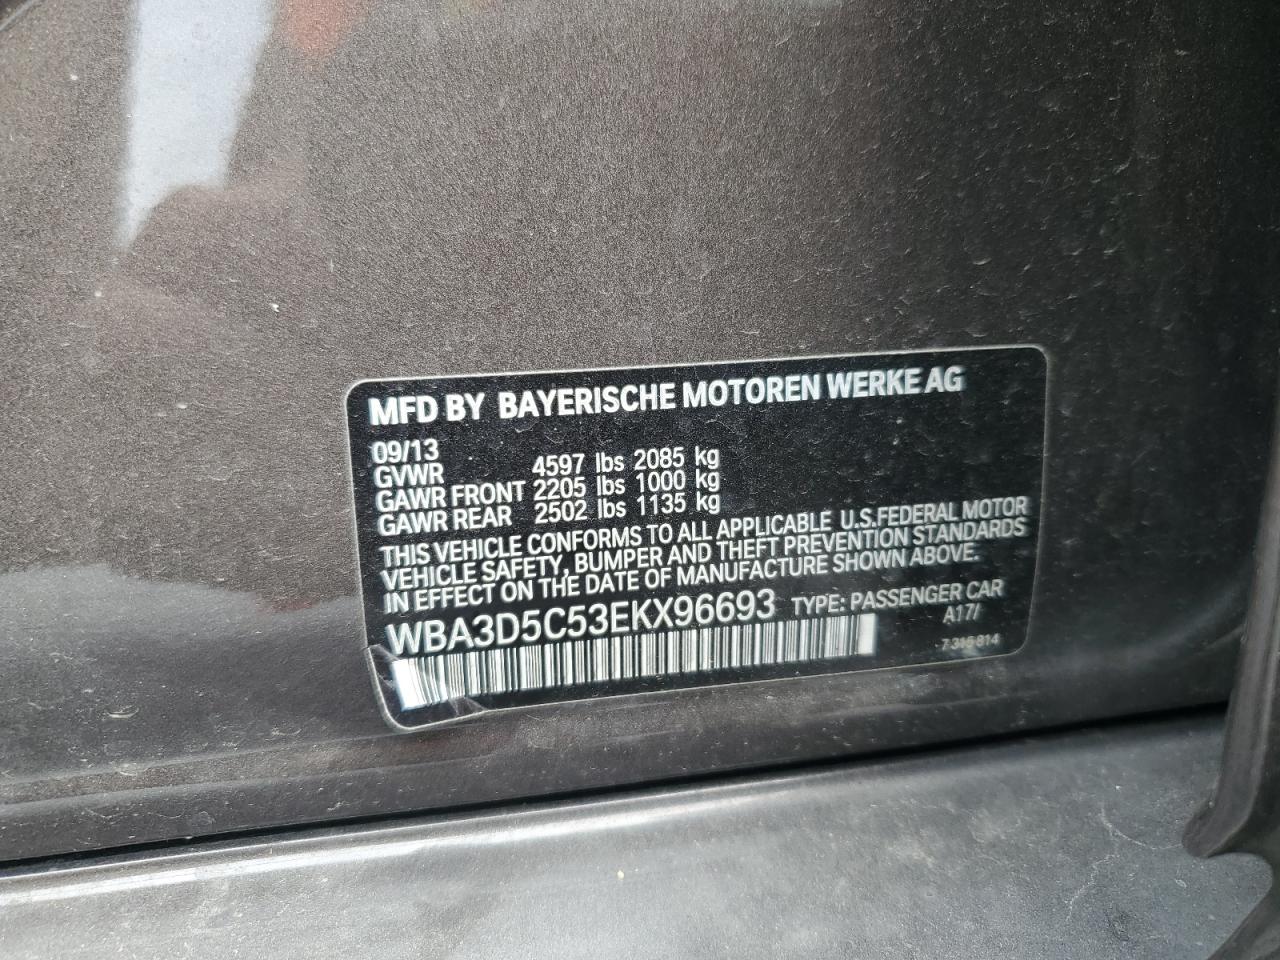 MFD BY BAYERISCHE MOTOREN WERKE AG
09/13
GVWR 4597 lbs 2085 kg
GAWR FRONT 2205 lbs 1000 kg
GAWR REAR 2502 lbs 1135 kg
THIS VEHICLE CONFORMS TO ALL APPLICABLE U.S.FEDERAL MOTOR
VEHICLE SAFETY, BUMPER AND THEFT PREVENTION STANDARDS
IN EFFECT ON THE DATE OF MANUFACTURE SHOWN ABOVE.
WBA3D5C53EKX96693 TYPE: PASSENGER CAR
A17/